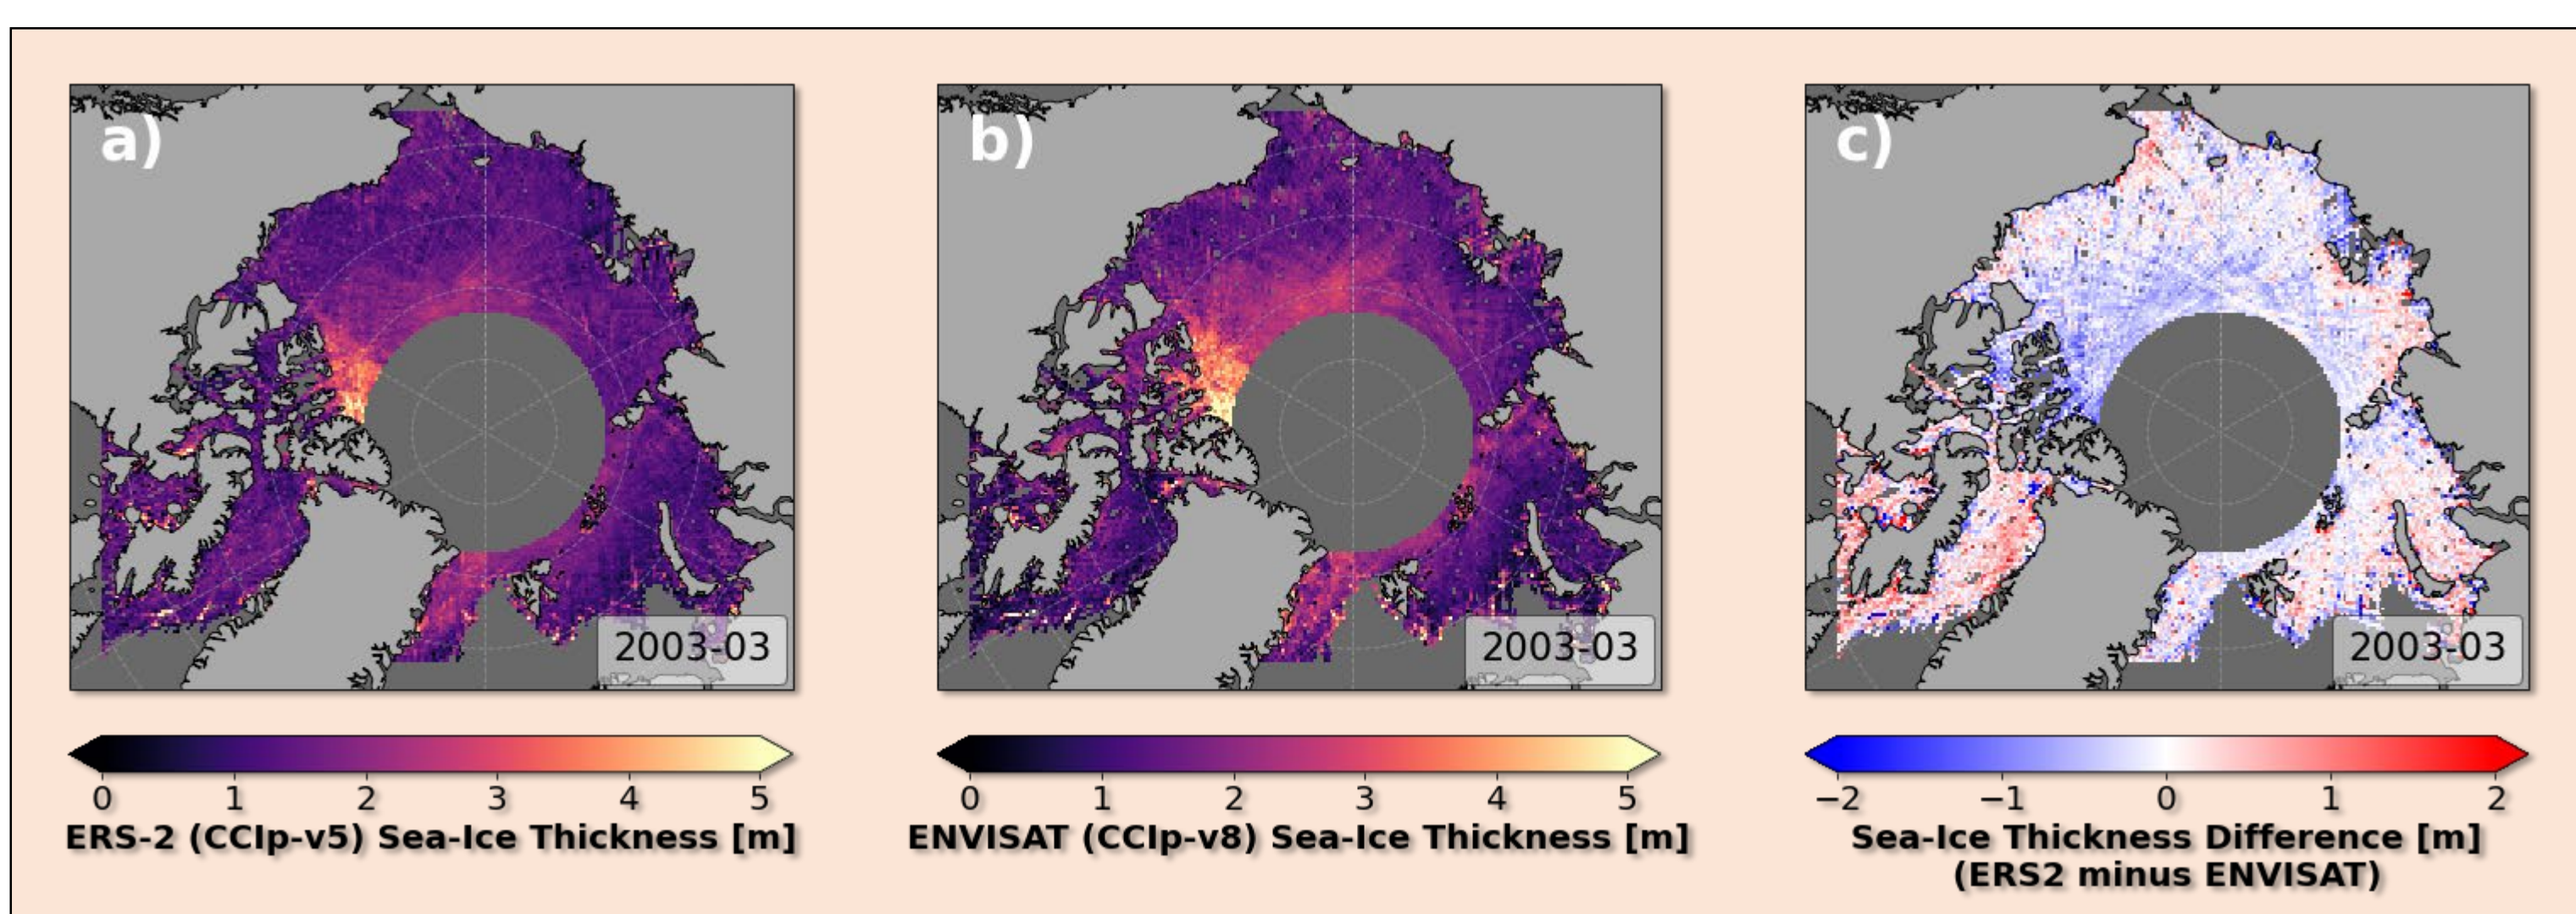 a)
b)
c)
2003-03
2003-03
2003-03
0 1 2 3 4 5
ERS-2 (CCIp-v5) Sea-Ice Thickness [m]
0 1 2 3 4 5
ENVISAT (CCIp-v8) Sea-Ice Thickness [m]
−2 −1 0 1 2
Sea-Ice Thickness Difference [m]
(ERS2 minus ENVISAT)